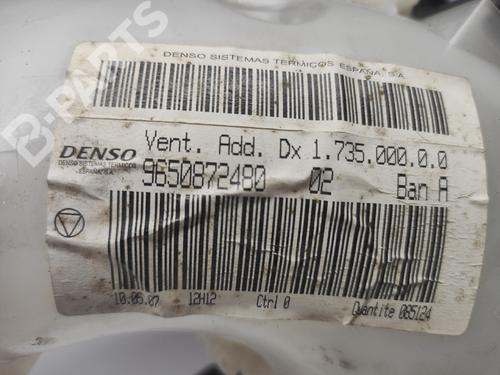 B-PARTS
DENSO SISTEMAS TERMICOS ESPAÑA, S.A.
DENSO
DENSO SISTEMAS TERMICOS
ESPAÑA S.A.
Vent. Add. Dx 1.735.000.0.0
9650872480 02 Ban A
10.05.07 12H12 Ctrl 0 Quantite 085124